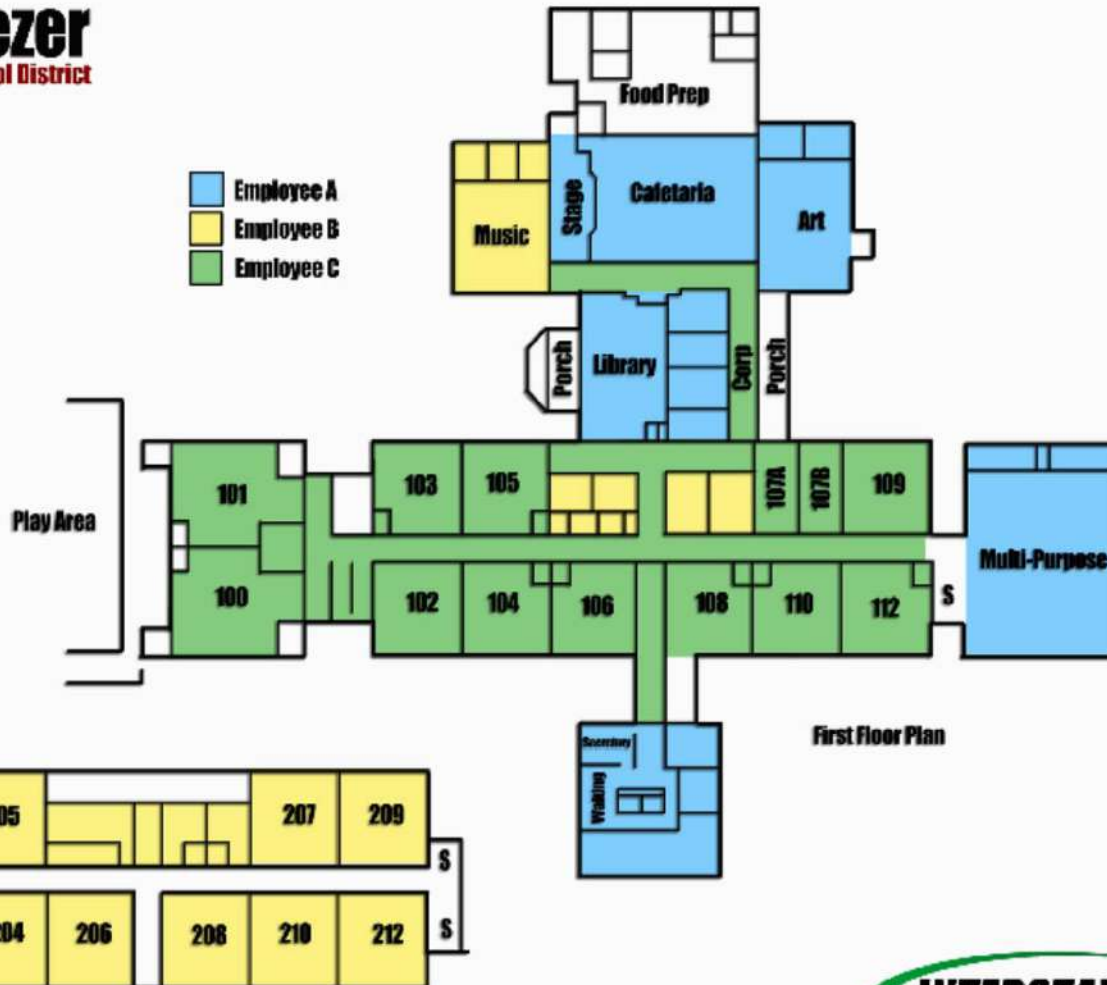 ezer
ol District
Food Prep
Employee A
Employee B
Employee C
Music
Stage
Cafetaria
Art
Porch
Library
Corp
Porch
Play Area
101
103
105
107A
107B
109
Multi-Purpose
100
102
104
106
108
110
112
S
First Floor Plan
Secretary
Waiting
05
207
209
S
04
206
208
210
212
S